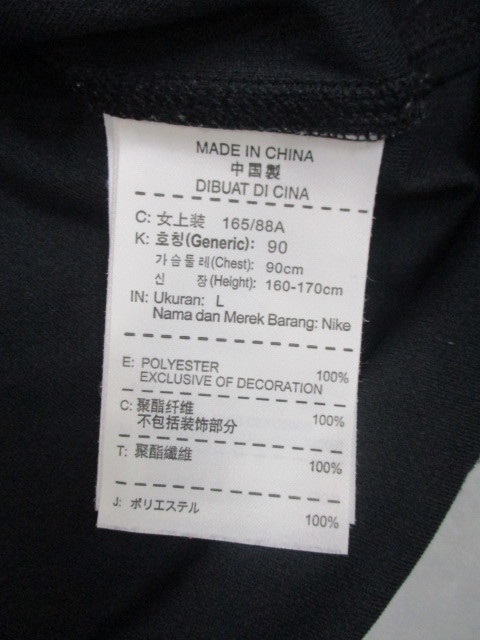 MADE IN CHINA
中国製
DIBUAT DI CINA
C: 女上装 165/88A
K: 호칭(Generic): 90
가슴둘레(Chest): 90cm
신 장(Height): 160-170cm
IN: Ukuran: L
Nama dan Merek Barang: Nike
E: POLYESTER 100%
EXCLUSIVE OF DECORATION
C: 聚酯纤维 100%
不包括装饰部分
T: 聚酯纖維 100%
J: ポリエステル 100%